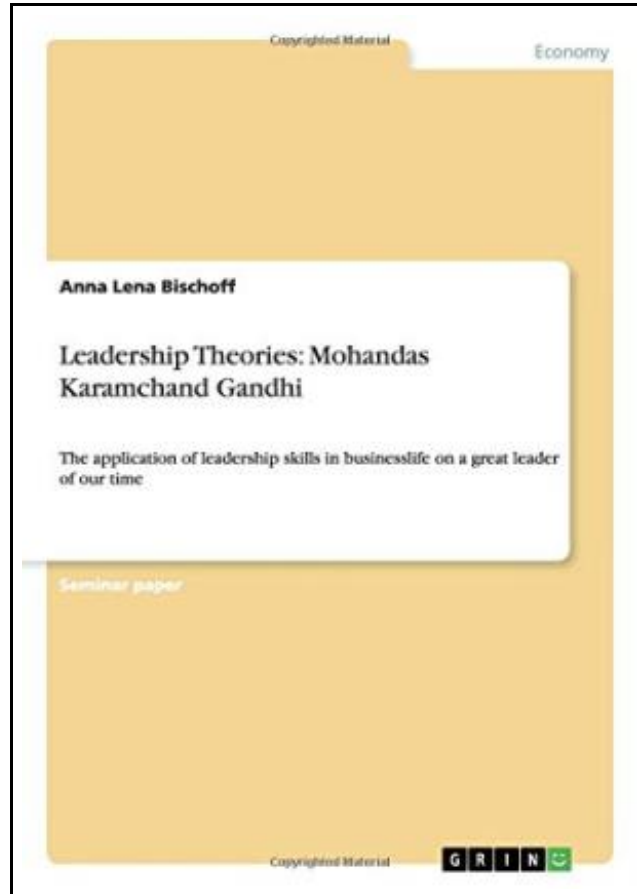 Copyrighted Material
Economy
Anna Lena Bischoff
Leadership Theories: Mohandas
Karamchand Gandhi
The application of leadership skills in businesslife on a great leader
of our time
Seminar paper
Copyrighted Material
GRIN